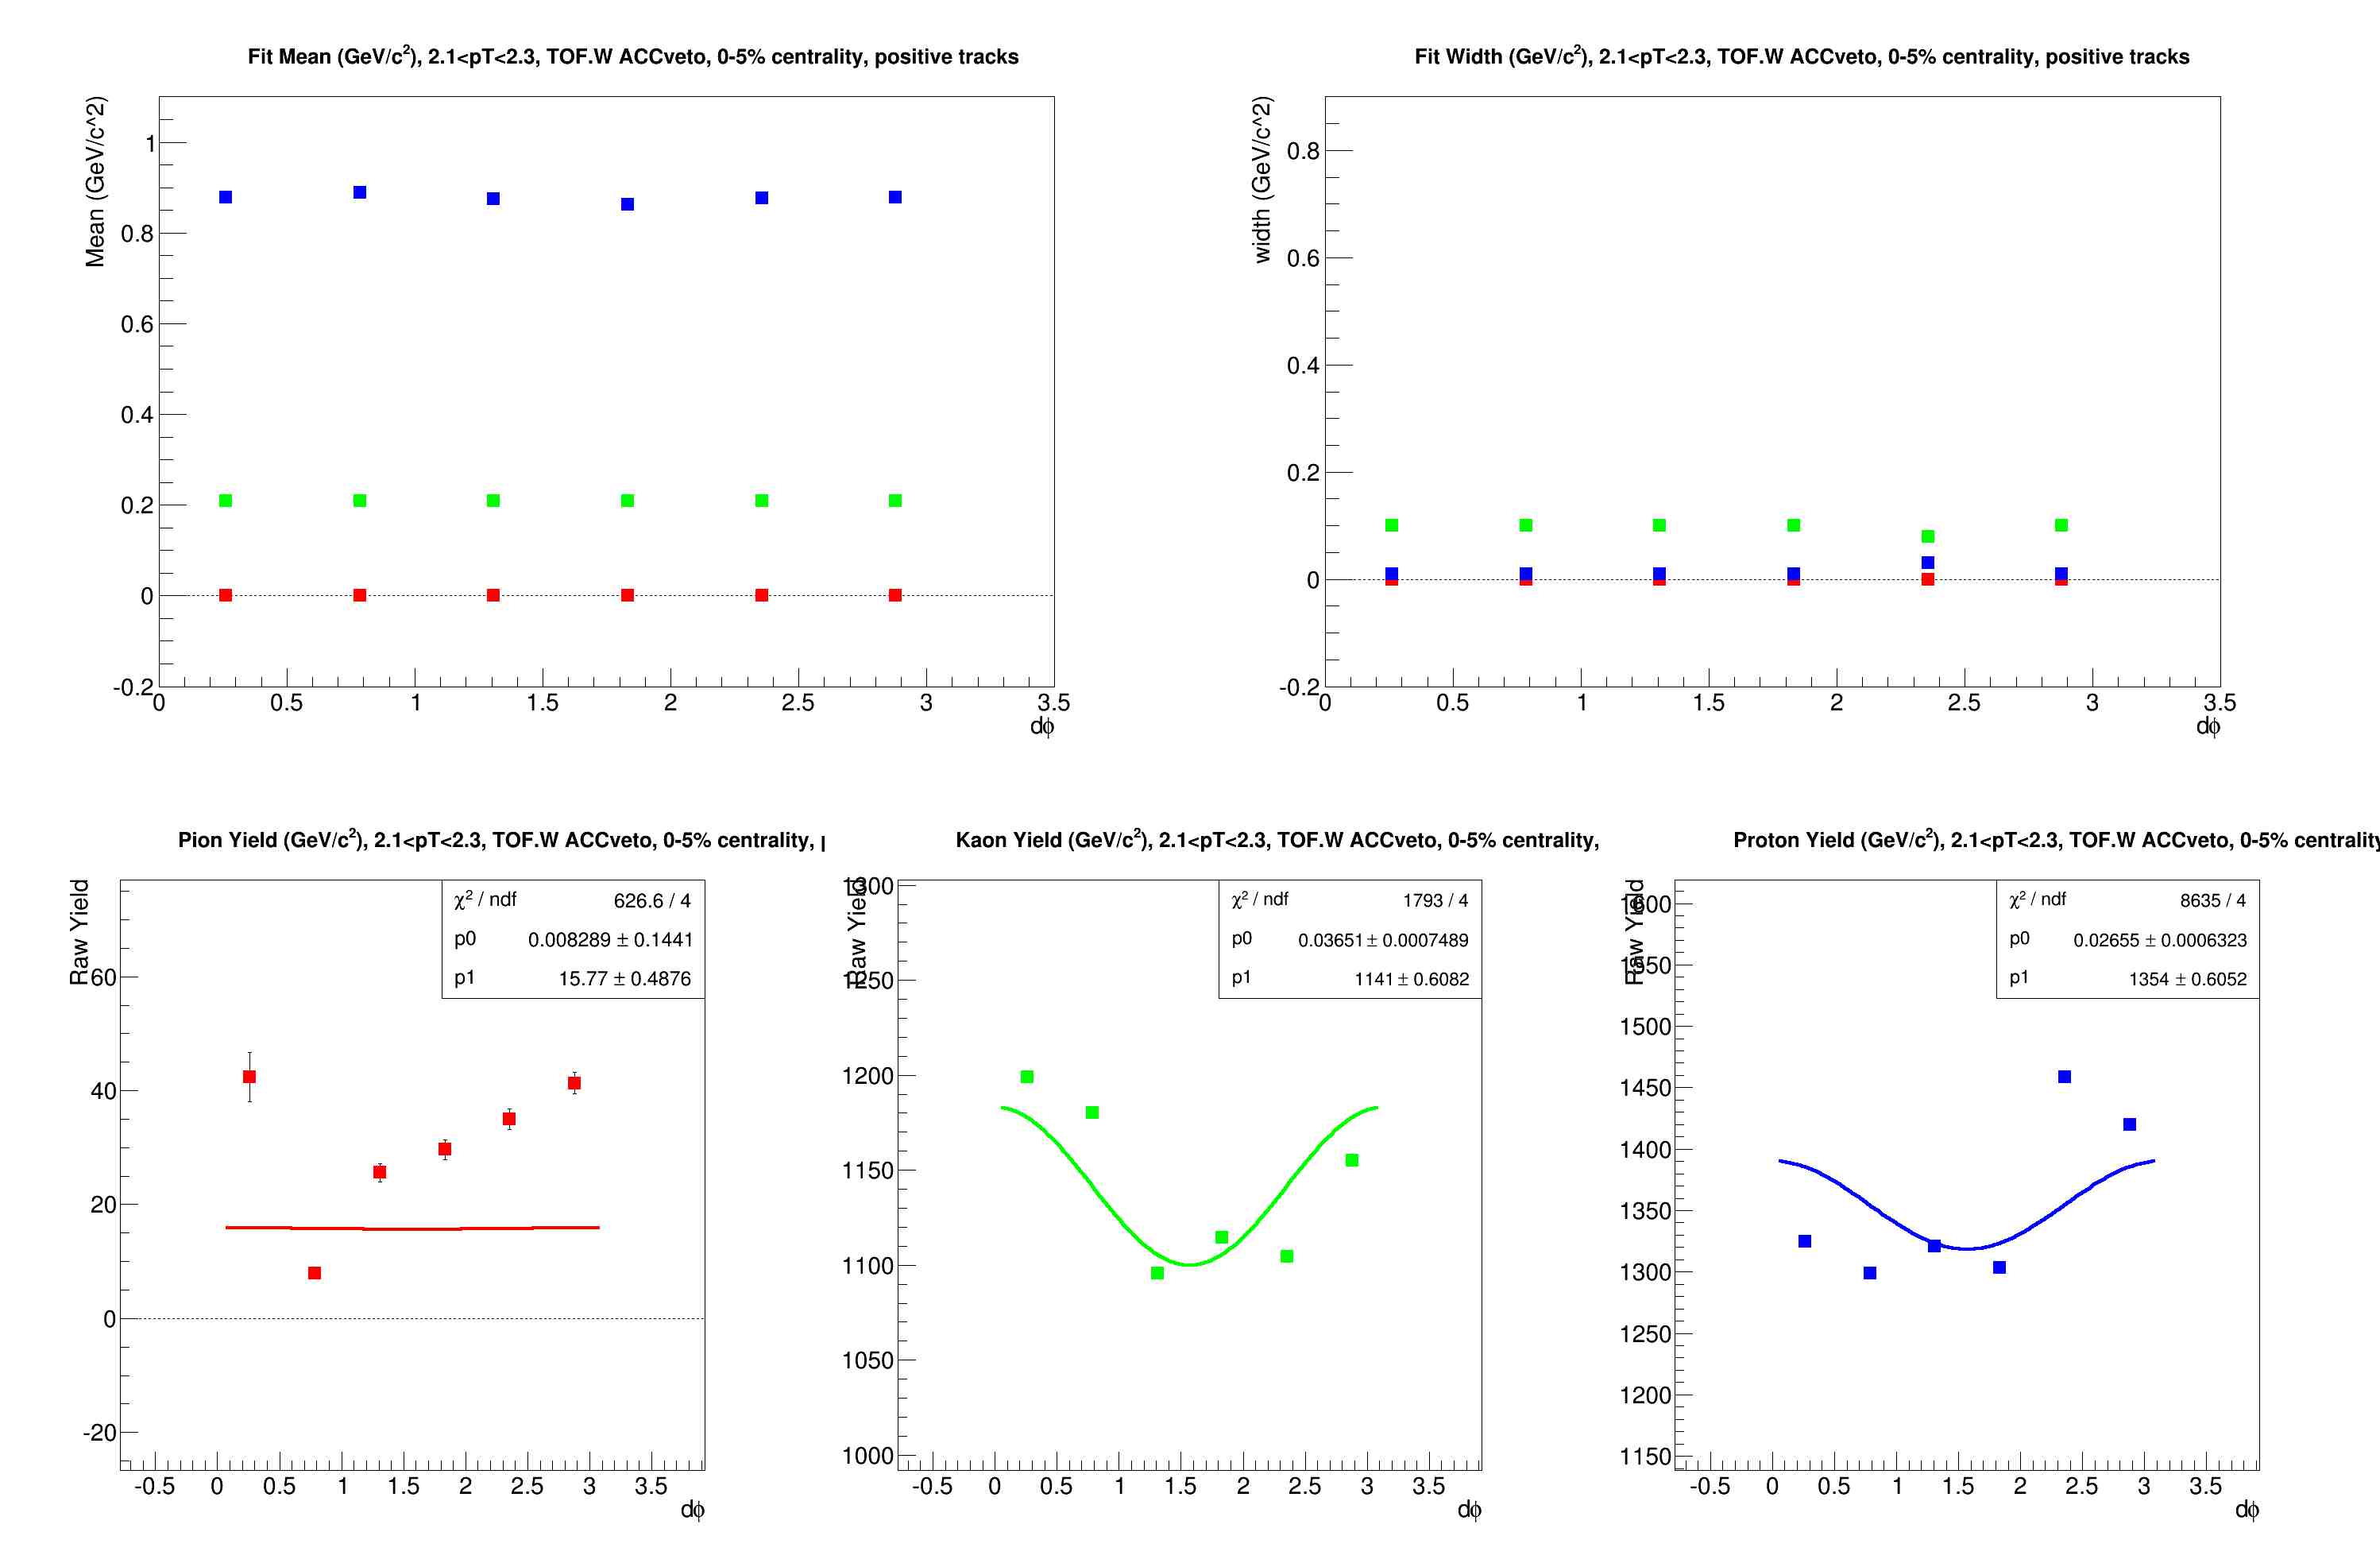 Fit Mean (GeV/c²), 2.1<pT<2.3, TOF.W ACCveto, 0-5% centrality, positive tracks
Mean (GeV/c^2)
1
0.8
0.6
0.4
0.2
0
-0.2
0 0.5 1 1.5 2 2.5 3 3.5
dϕ
Fit Width (GeV/c²), 2.1<pT<2.3, TOF.W ACCveto, 0-5% centrality, positive tracks
width (GeV/c^2)
0.8
0.6
0.4
0.2
0
-0.2
0 0.5 1 1.5 2 2.5 3 3.5
dϕ
Pion Yield (GeV/c²), 2.1<pT<2.3, TOF.W ACCveto, 0-5% centrality,
Raw Yield
χ² / ndf 626.6 / 4
p0 0.008289 ± 0.1441
p1 15.77 ± 0.4876
60
40
20
0
-20
-0.5 0 0.5 1 1.5 2 2.5 3 3.5
dϕ
Kaon Yield (GeV/c²), 2.1<pT<2.3, TOF.W ACCveto, 0-5% centrality,
Raw Yield
χ² / ndf 1793 / 4
p0 0.03651 ± 0.0007489
p1 1141 ± 0.6082
1300
1250
1200
1150
1100
1050
1000
-0.5 0 0.5 1 1.5 2 2.5 3 3.5
dϕ
Proton Yield (GeV/c²), 2.1<pT<2.3, TOF.W ACCveto, 0-5% centrality
Raw Yield
χ² / ndf 8635 / 4
p0 0.02655 ± 0.0006323
p1 1354 ± 0.6052
1600
1550
1500
1450
1400
1350
1300
1250
1200
1150
-0.5 0 0.5 1 1.5 2 2.5 3 3.5
dϕ